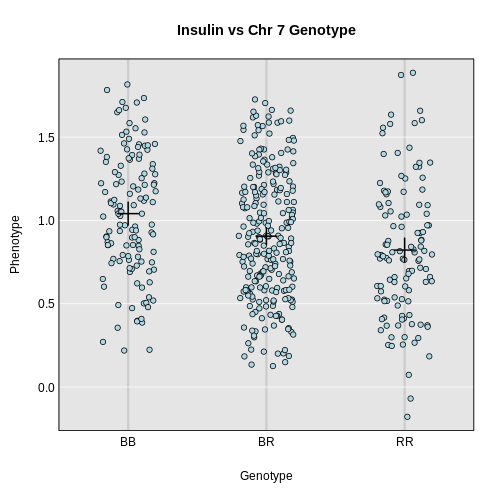 Insulin vs Chr 7 Genotype
Phenotype
1.5
1.0
0.5
0.0
BB BR RR
Genotype